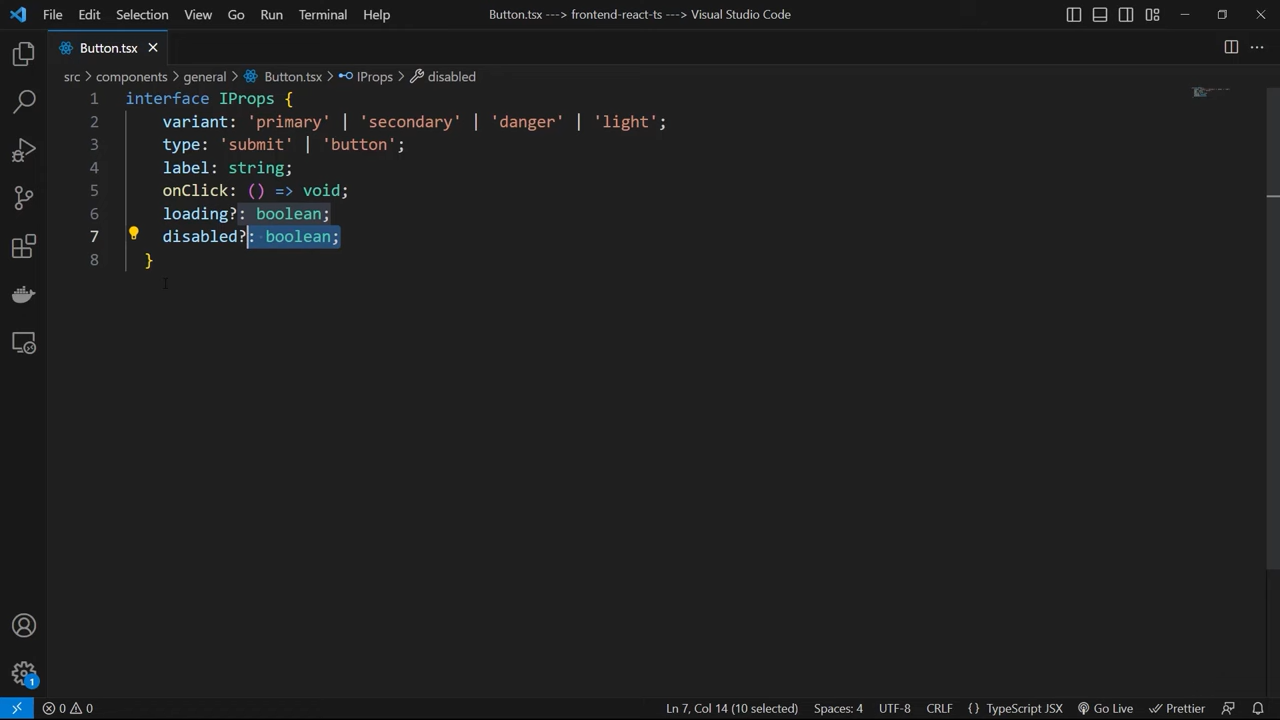 File Edit Selection View Go Run Terminal Help Button.tsx ---> frontend-react-ts ---> Visual Studio Code
Button.tsx
src > components > general > Button.tsx > IProps > disabled
1 interface IProps {
2 variant: 'primary' | 'secondary' | 'danger' | 'light';
3 type: 'submit' | 'button';
4 label: string;
5 onClick: () => void;
6 loading?: boolean;
7 disabled?: boolean;
8 }
1
0 0 Ln 7, Col 14 (10 selected) Spaces: 4 UTF-8 CRLF {} TypeScript JSX Go Live Prettier